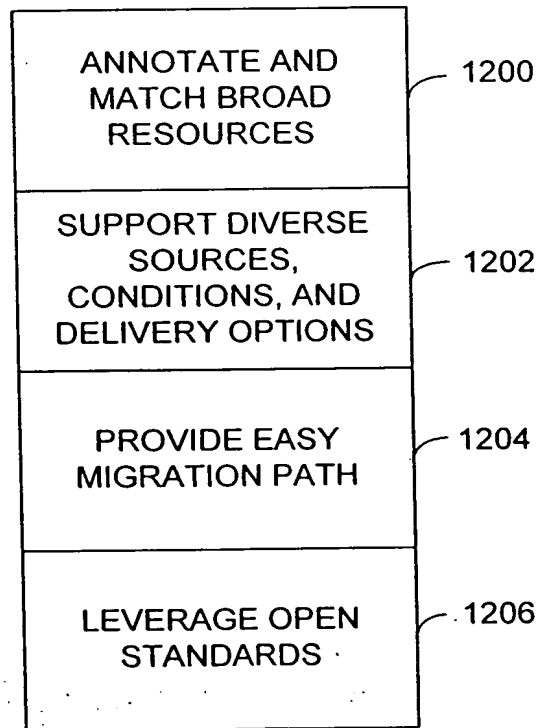 ANNOTATE AND
MATCH BROAD
RESOURCES
1200
SUPPORT DIVERSE
SOURCES,
CONDITIONS, AND
DELIVERY OPTIONS
1202
PROVIDE EASY
MIGRATION PATH
1204
LEVERAGE OPEN
STANDARDS
1206